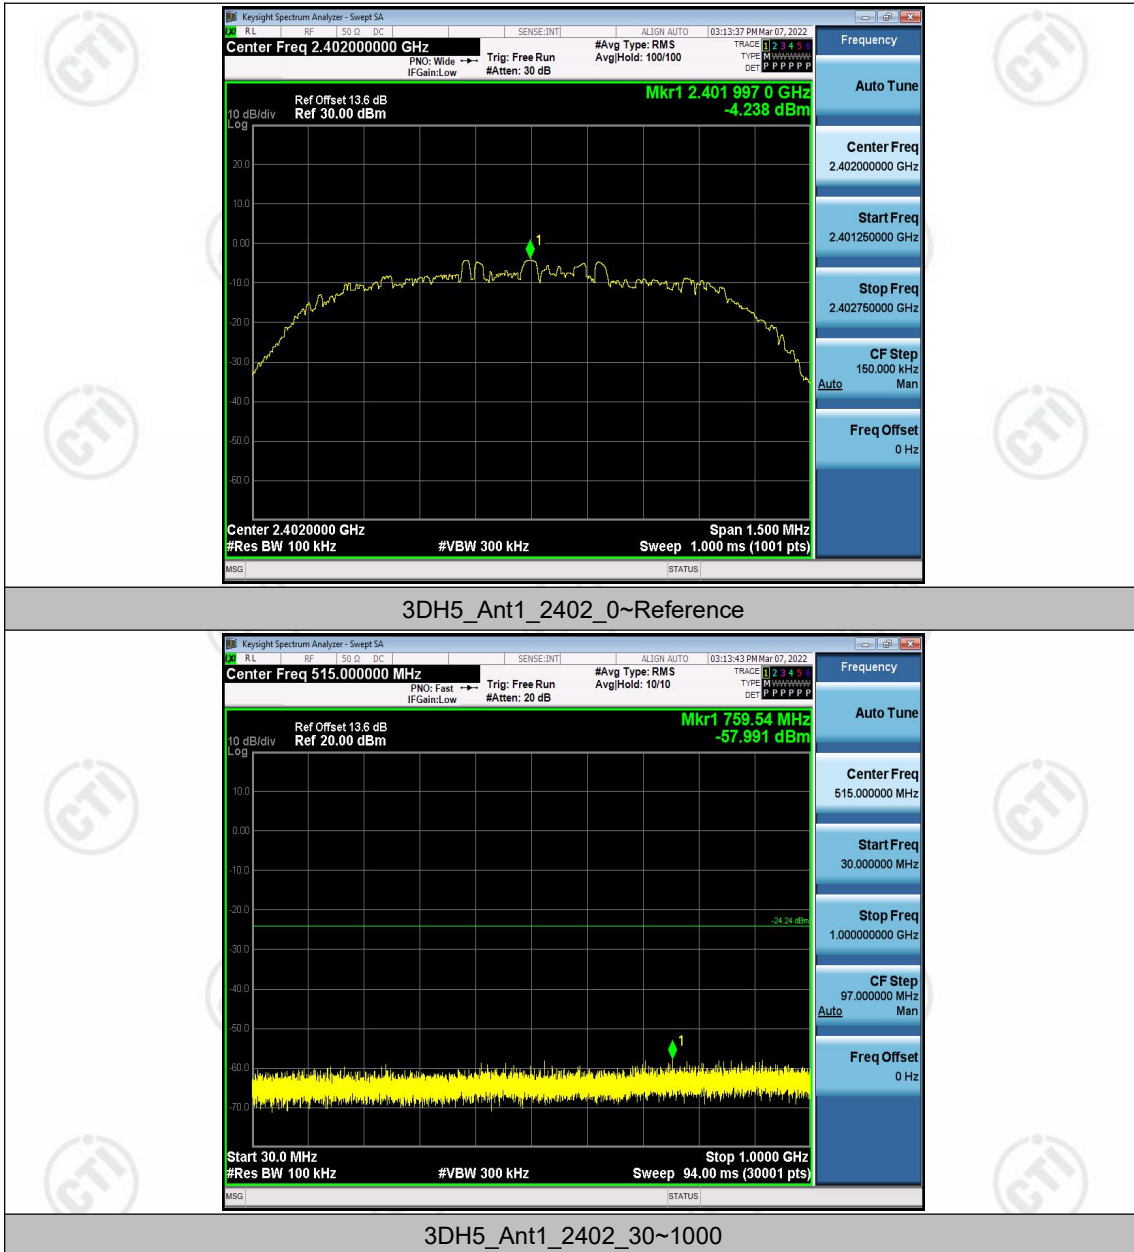 Keysight Spectrum Analyzer - Swept SA
LXI RL RF 50 Ω DC SENSE:INT ALIGN AUTO 03:13:37 PM Mar 07, 2022
Center Freq 2.402000000 GHz
PNO: Wide
IFGain:Low
Trig: Free Run
#Atten: 30 dB
#Avg Type: RMS
Avg|Hold: 100/100
TRACE 1 2 3 4 5 6
TYPE M W W W W W
DET P P P P P P
Ref Offset 13.6 dB
10 dB/div Ref 30.00 dBm
Log
Mkr1 2.401 997 0 GHz
-4.238 dBm
20.0
10.0
0.00
-10.0
-20.0
-30.0
-40.0
-50.0
-60.0
1
Center 2.4020000 GHz Span 1.500 MHz
#Res BW 100 kHz #VBW 300 kHz Sweep 1.000 ms (1001 pts)
MSG STATUS
Frequency
Auto Tune
Center Freq
2.402000000 GHz
Start Freq
2.401250000 GHz
Stop Freq
2.402750000 GHz
CF Step
150.000 kHz
Auto Man
Freq Offset
0 Hz
3DH5_Ant1_2402_0~Reference
Keysight Spectrum Analyzer - Swept SA
LXI RL RF 50 Ω DC SENSE:INT ALIGN AUTO 03:13:43 PM Mar 07, 2022
Center Freq 515.000000 MHz
PNO: Fast
IFGain:Low
Trig: Free Run
#Atten: 20 dB
#Avg Type: RMS
Avg|Hold: 10/10
TRACE 1 2 3 4 5 6
TYPE M W W W W W
DET P P P P P P
Ref Offset 13.6 dB
10 dB/div Ref 20.00 dBm
Log
Mkr1 759.54 MHz
-57.991 dBm
10.0
0.00
-10.0
-20.0
-24.24 dBm
-30.0
-40.0
-50.0
-60.0
-70.0
1
Start 30.0 MHz Stop 1.0000 GHz
#Res BW 100 kHz #VBW 300 kHz Sweep 94.00 ms (30001 pts)
MSG STATUS
Frequency
Auto Tune
Center Freq
515.000000 MHz
Start Freq
30.000000 MHz
Stop Freq
1.000000000 GHz
CF Step
97.000000 MHz
Auto Man
Freq Offset
0 Hz
3DH5_Ant1_2402_30~1000
CTI
CTI
CTI
CTI
CTI
CTI
CTI
CTI